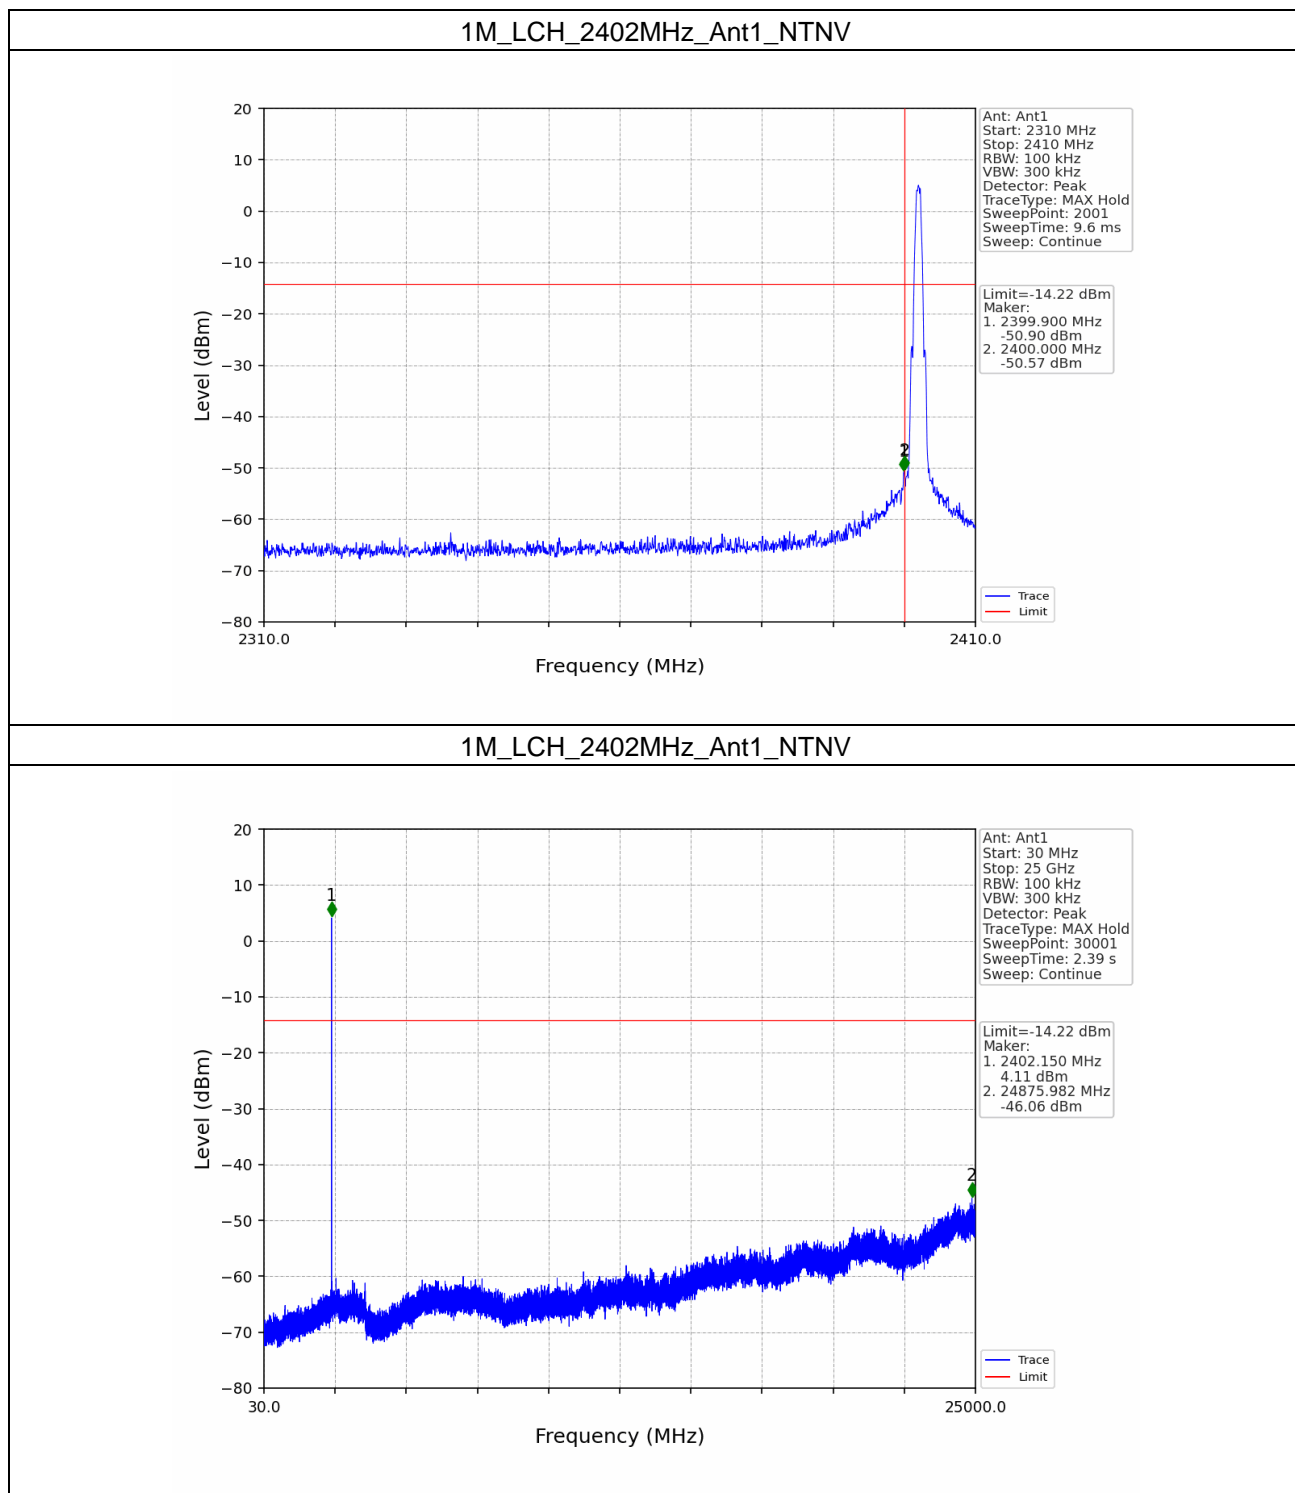 1M_LCH_2402MHz_Ant1_NTNV
20
10
0
−10
−20
−30
−40
−50
−60
−70
−80
Level (dBm)
2310.0
2410.0
Frequency (MHz)
2
Ant: Ant1
Start: 2310 MHz
Stop: 2410 MHz
RBW: 100 kHz
VBW: 300 kHz
Detector: Peak
TraceType: MAX Hold
SweepPoint: 2001
SweepTime: 9.6 ms
Sweep: Continue
Limit=-14.22 dBm
Maker:
1. 2399.900 MHz
-50.90 dBm
2. 2400.000 MHz
-50.57 dBm
Trace
Limit
1M_LCH_2402MHz_Ant1_NTNV
20
10
0
−10
−20
−30
−40
−50
−60
−70
−80
Level (dBm)
30.0
25000.0
Frequency (MHz)
1
2
Ant: Ant1
Start: 30 MHz
Stop: 25 GHz
RBW: 100 kHz
VBW: 300 kHz
Detector: Peak
TraceType: MAX Hold
SweepPoint: 30001
SweepTime: 2.39 s
Sweep: Continue
Limit=-14.22 dBm
Maker:
1. 2402.150 MHz
4.11 dBm
2. 24875.982 MHz
-46.06 dBm
Trace
Limit